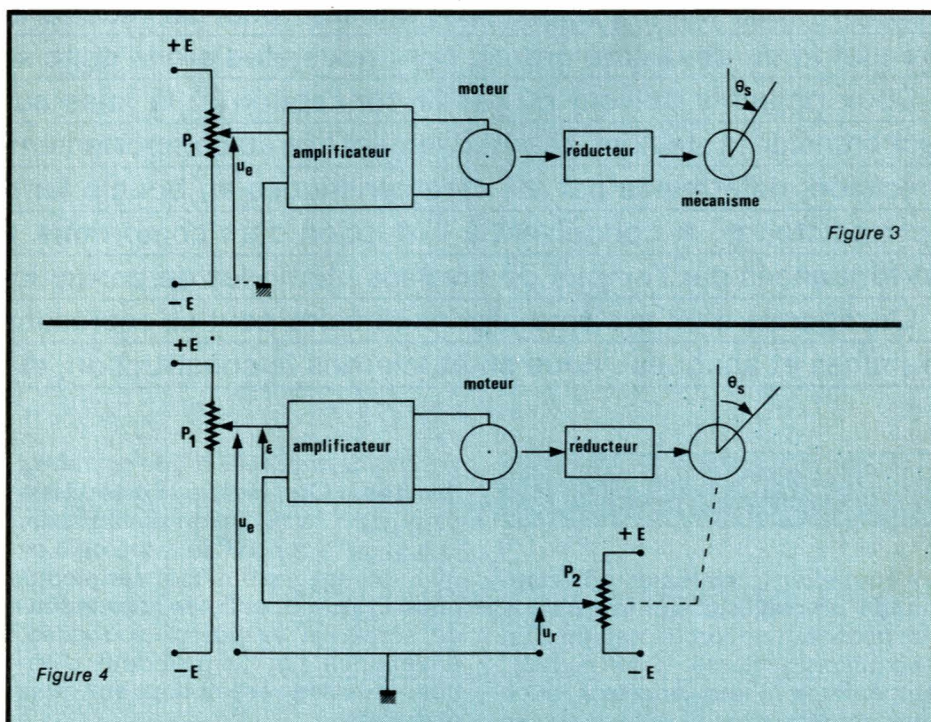 + E
moteur
θs
P1
amplificateur
réducteur
ue
mécanisme
Figure 3
− E
+ E
moteur
θs
P1
ε
amplificateur
réducteur
ue
+ E
P2
ur
Figure 4
− E
− E